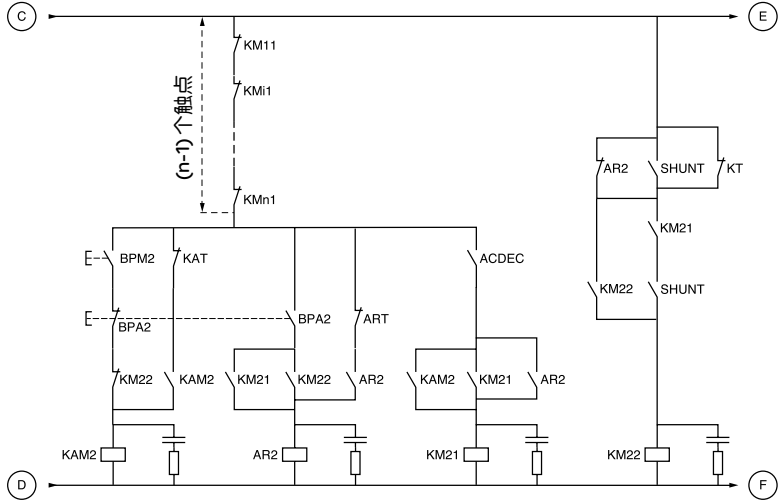 C
E
KM11
KMi1
(n-1) 个触点
KMn1
AR2
SHUNT
KT
KM21
BPM2
KAT
ACDEC
KM22
SHUNT
BPA2
BPA2
ART
KM22
KAM2
KM21
KM22
AR2
KAM2
KM21
AR2
KAM2
AR2
KM21
KM22
D
F